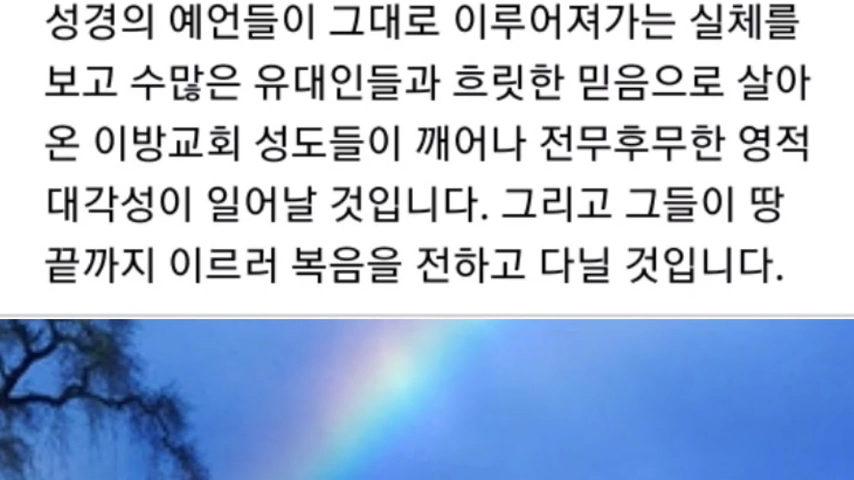 성경의 예언들이 그대로 이루어져가는 실체를
보고 수많은 유대인들과 흐릿한 믿음으로 살아
온 이방교회 성도들이 깨어나 전무후무한 영적
대각성이 일어날 것입니다. 그리고 그들이 땅
끝까지 이르러 복음을 전하고 다닐 것입니다.